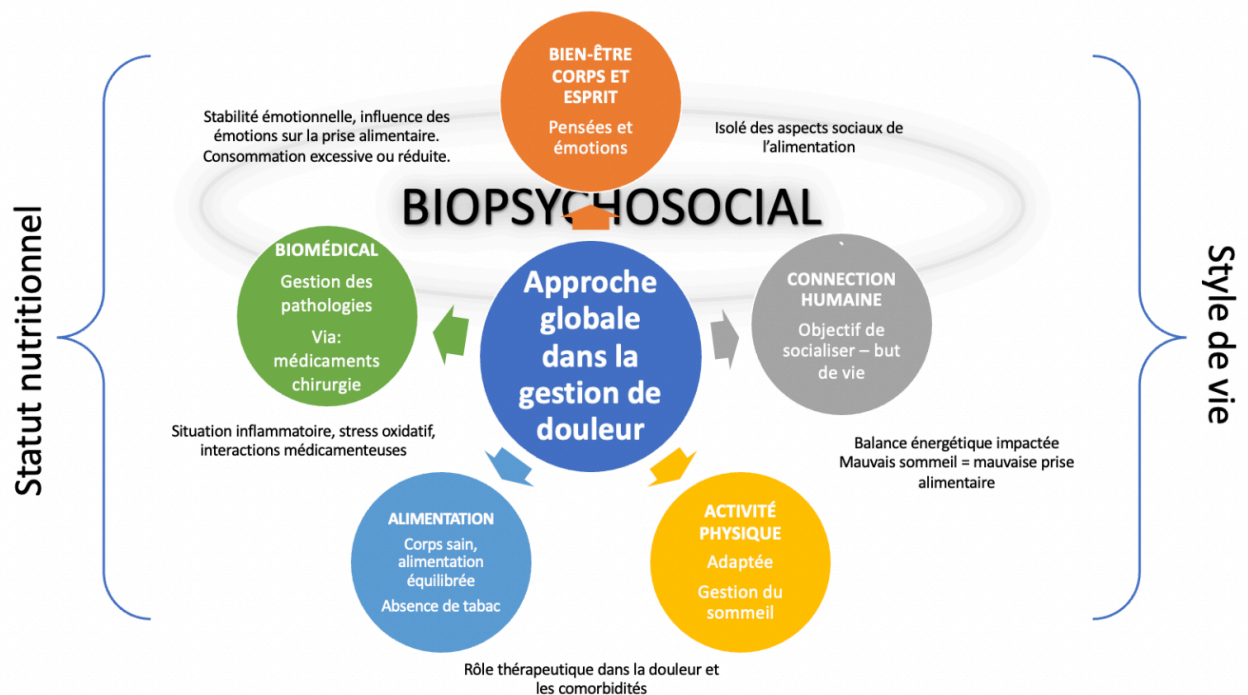 BIEN-ÊTRE
CORPS ET
ESPRIT
Pensées et
émotions
Stabilité émotionnelle, influence des
émotions sur la prise alimentaire.
Consommation excessive ou réduite.
Isolé des aspects sociaux de
l’alimentation
BIOPSYCHOSOCIAL
Statut nutritionnel
BIOMÉDICAL
Gestion des
pathologies
Via:
médicaments
chirurgie
Approche
globale
dans la
gestion de
douleur
CONNECTION
HUMAINE
Objectif de
socialiser – but
de vie
Style de vie
Situation inflammatoire, stress oxidatif,
interactions médicamenteuses
Balance énergétique impactée
Mauvais sommeil = mauvaise prise
alimentaire
ALIMENTATION
Corps sain,
alimentation
équilibrée
Absence de tabac
ACTIVITÉ
PHYSIQUE
Adaptée
Gestion du
sommeil
Rôle thérapeutique dans la douleur et
les comorbidités